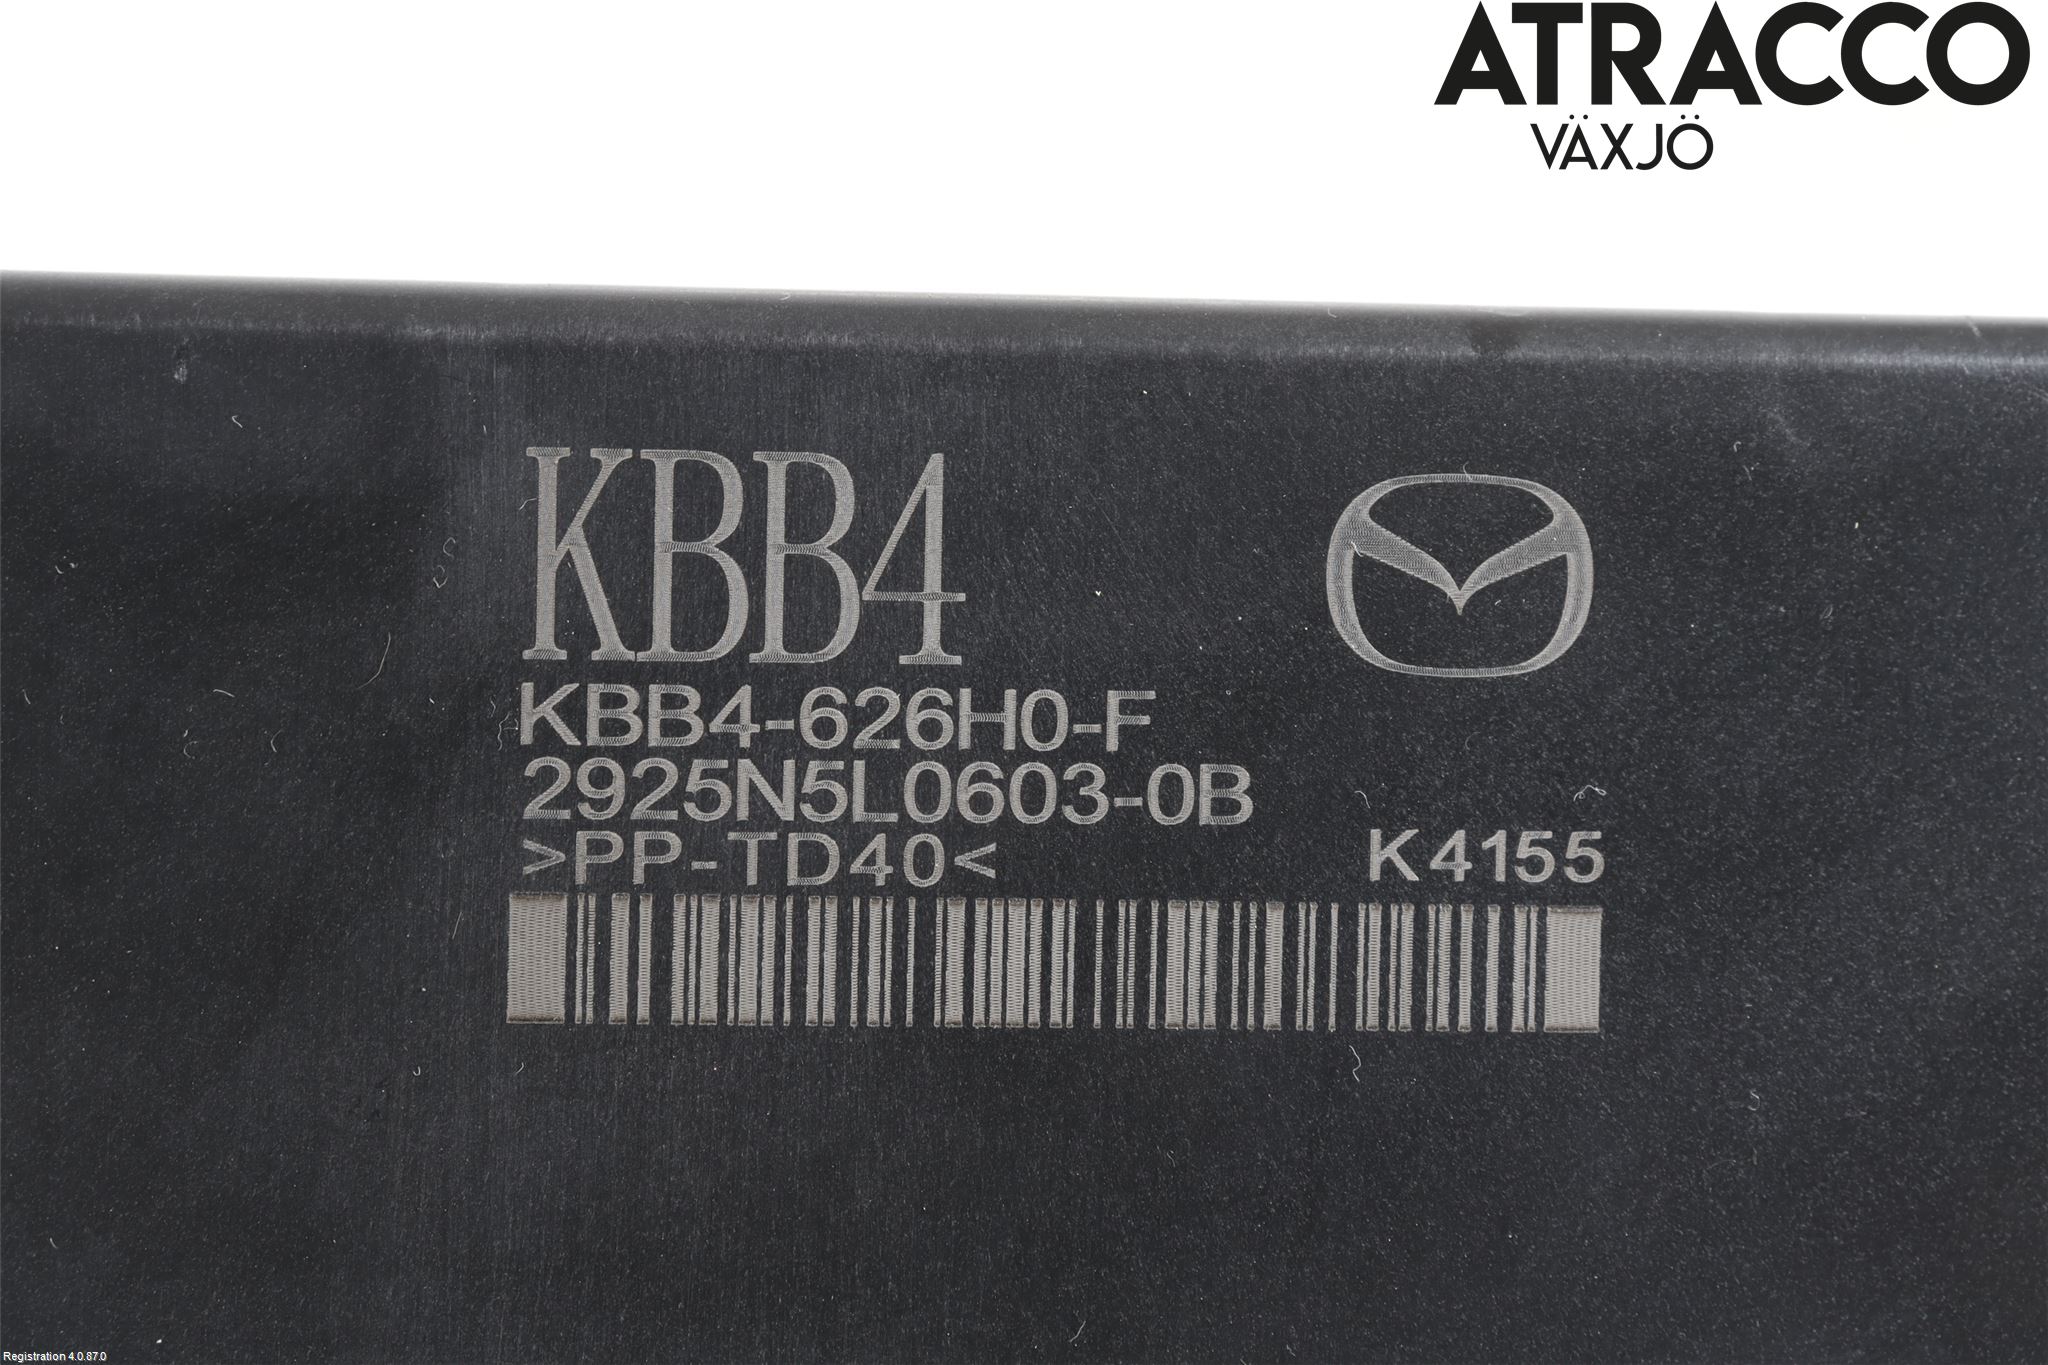 ATRACCO
VÄXJÖ
KBB4
KBB4-626H0-F
2925N5L0603-0B
>PP-TD40< K4155
Registration 4.0.87.0